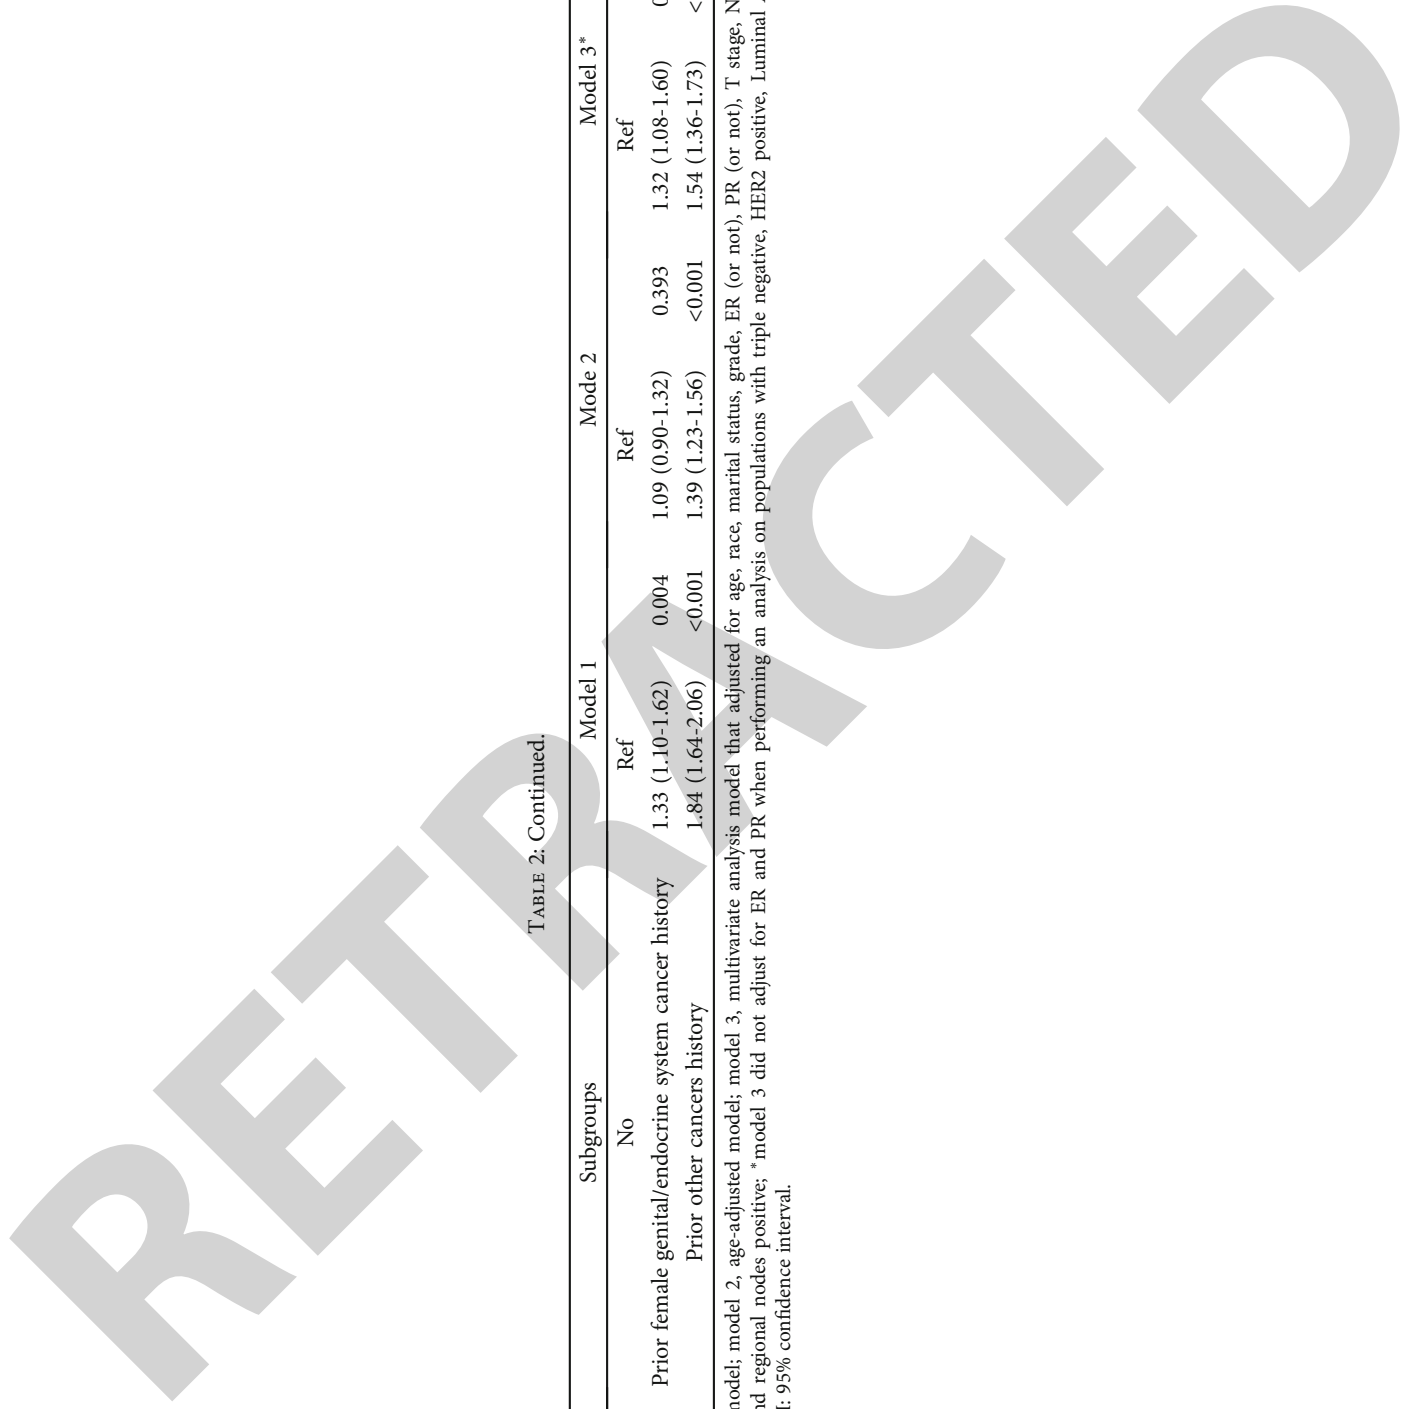 TABLE 2: Continued.
Subgroups Model 1 Mode 2 Model 3*
No Ref Ref Ref
Prior female genital/endocrine system cancer history 1.33 (1.10-1.62) 0.004 1.09 (0.90-1.32) 0.393 1.32 (1.08-1.60)
Prior other cancers history 1.84 (1.64-2.06) <0.001 1.39 (1.23-1.56) <0.001 1.54 (1.36-1.73) <
model; model 2, age-adjusted model; model 3, multivariate analysis model that adjusted for age, race, marital status, grade, ER (or not), PR (or not), T stage, N
nd regional nodes positive; *model 3 did not adjust for ER and PR when performing an analysis on populations with triple negative, HER2 positive, Luminal
: 95% confidence interval.
RETRACTED